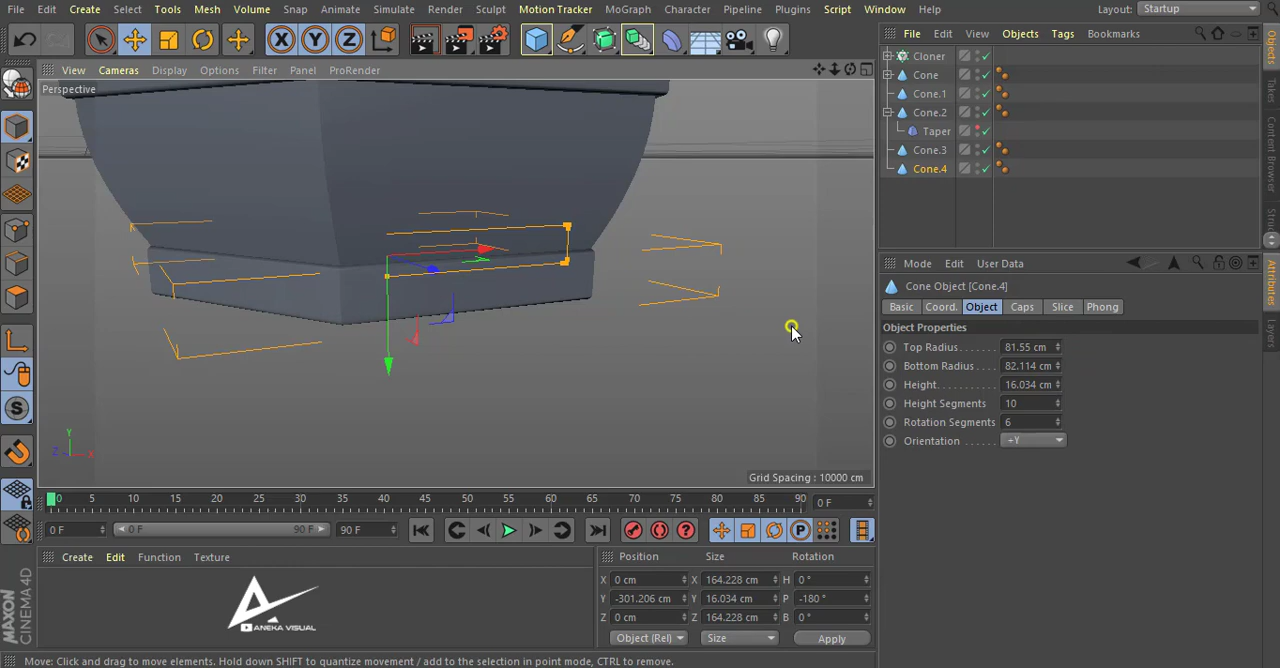 File Edit Create Select Tools Mesh Volume Snap Animate Simulate Render Sculpt Motion Tracker MoGraph Character Pipeline Plugins Script Window Help Layout: Startup
File Edit View Objects Tags Bookmarks
View Cameras Display Options Filter Panel ProRender
Perspective
Cloner
Cone
Cone.1
Cone.2
Taper
Cone.3
Cone.4
Objects
Takes
Content Browser
Structure
Mode Edit User Data
Cone Object [Cone.4]
Basic Coord. Object Caps Slice Phong
Object Properties
Top Radius 81.55 cm
Bottom Radius 82.114 cm
Height 16.034 cm
Height Segments 10
Rotation Segments 6
Orientation +Y
Attributes
Layers
Y
Z X
Grid Spacing : 10000 cm
0 5 10 15 20 25 30 35 40 45 50 55 60 65 70 75 80 85 90 0 F
0 F 0 F 90 F 90 F
Create Edit Function Texture
ANEKA VISUAL
MAXON CINEMA 4D
Position Size Rotation
X 0 cm X 164.228 cm H 0 °
Y -301.206 cm Y 16.034 cm P -180 °
Z 0 cm Z 164.228 cm B 0 °
Object (Rel) Size Apply
Move: Click and drag to move elements. Hold down SHIFT to quantize movement / add to the selection in point mode, CTRL to remove.